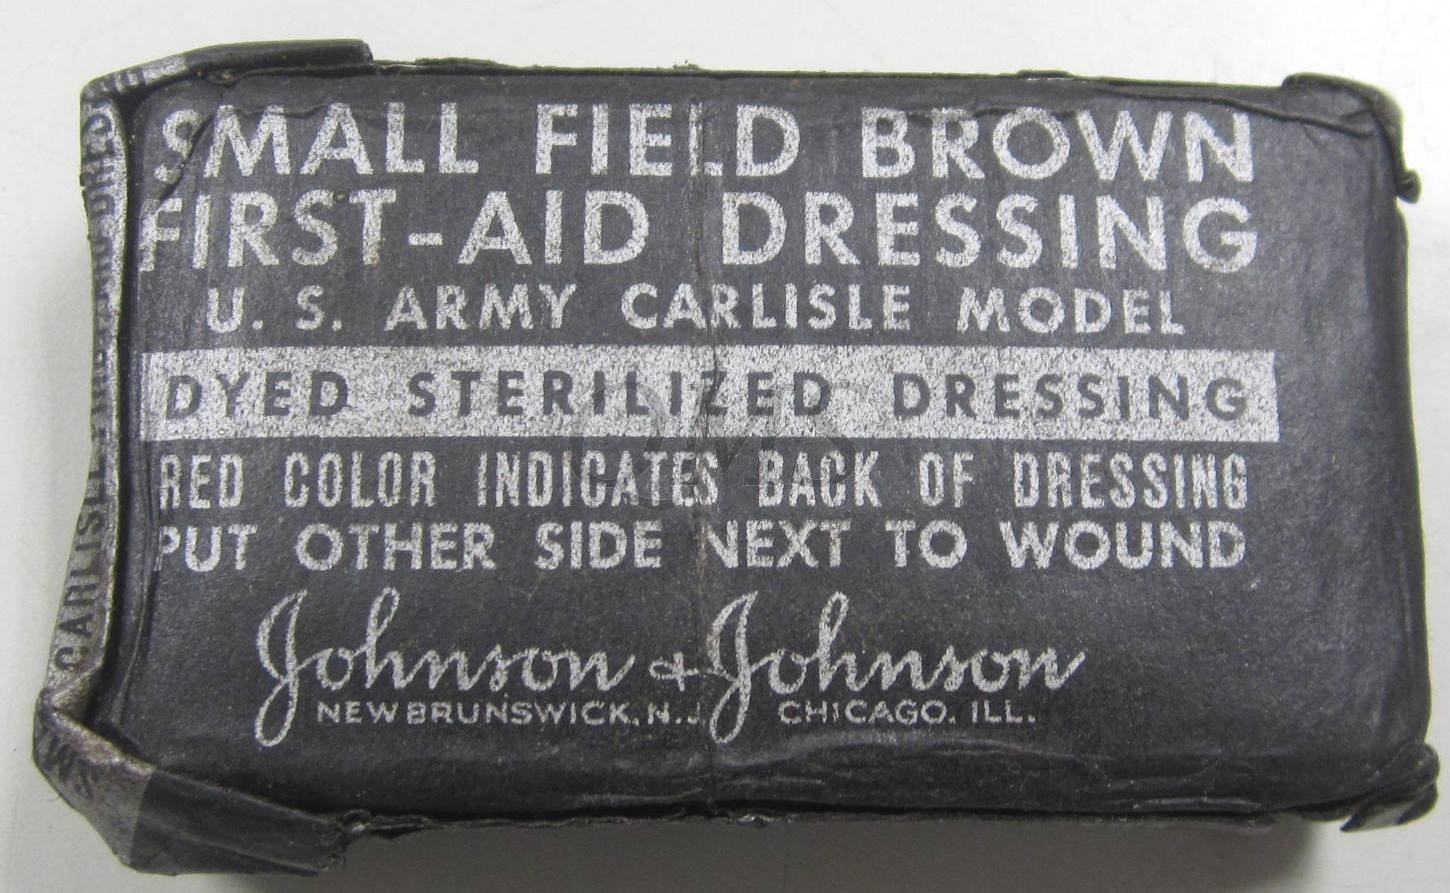 SMALL FIELD BROWN
FIRST-AID DRESSING
U. S. ARMY CARLISLE MODEL
DYED STERILIZED DRESSING
RED COLOR INDICATES BACK OF DRESSING
PUT OTHER SIDE NEXT TO WOUND
Johnson & Johnson
NEW BRUNSWICK, N.J. CHICAGO, ILL.
CARLISLE